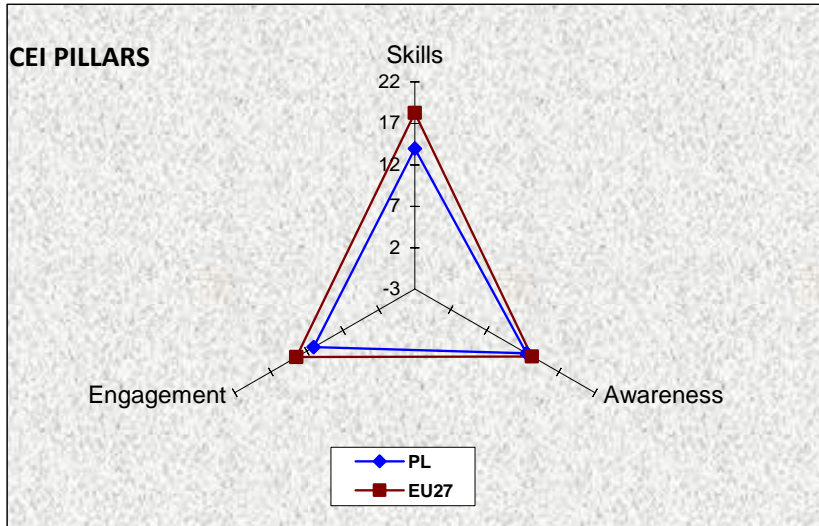 CEI PILLARS
Skills
22
17
12
7
2
-3
Engagement
Awareness
PL
EU27